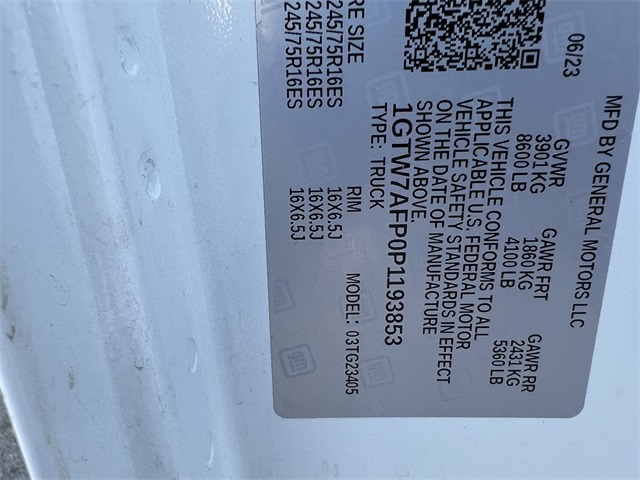 MFD BY GENERAL MOTORS LLC
06/23
GVWR GAWR FRT GAWR RR
3901 KG 1860 KG 2431 KG
8600 LB 4100 LB 5360 LB
THIS VEHICLE CONFORMS TO ALL
APPLICABLE U.S. FEDERAL MOTOR
VEHICLE SAFETY STANDARDS IN EFFECT
ON THE DATE OF MANUFACTURE
SHOWN ABOVE.
1GTW7AFP0P1193853
TYPE: TRUCK MODEL: 03TG23405
RE SIZE RIM
245/75R16ES 16X6.5J
245/75R16ES 16X6.5J
245/75R16ES 16X6.5J
gm